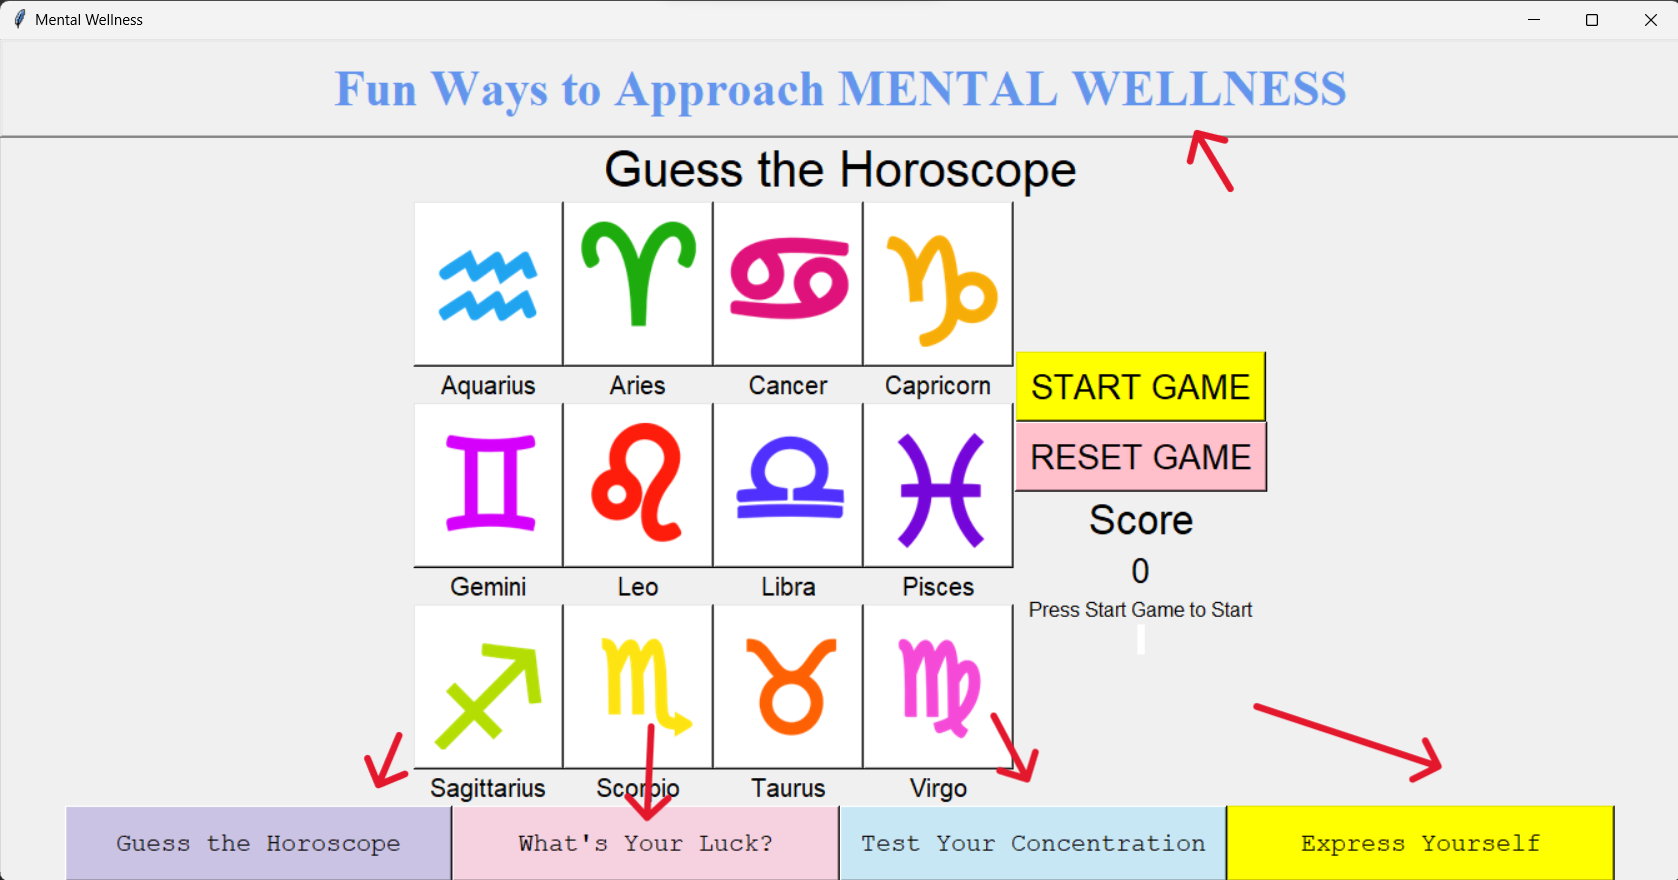 Mental Wellness
Fun Ways to Approach MENTAL WELLNESS
Guess the Horoscope
Aquarius Aries Cancer Capricorn
START GAME
RESET GAME
Score
0
Press Start Game to Start
Gemini Leo Libra Pisces
Sagittarius Scorpio Taurus Virgo
Guess the Horoscope What's Your Luck? Test Your Concentration Express Yourself